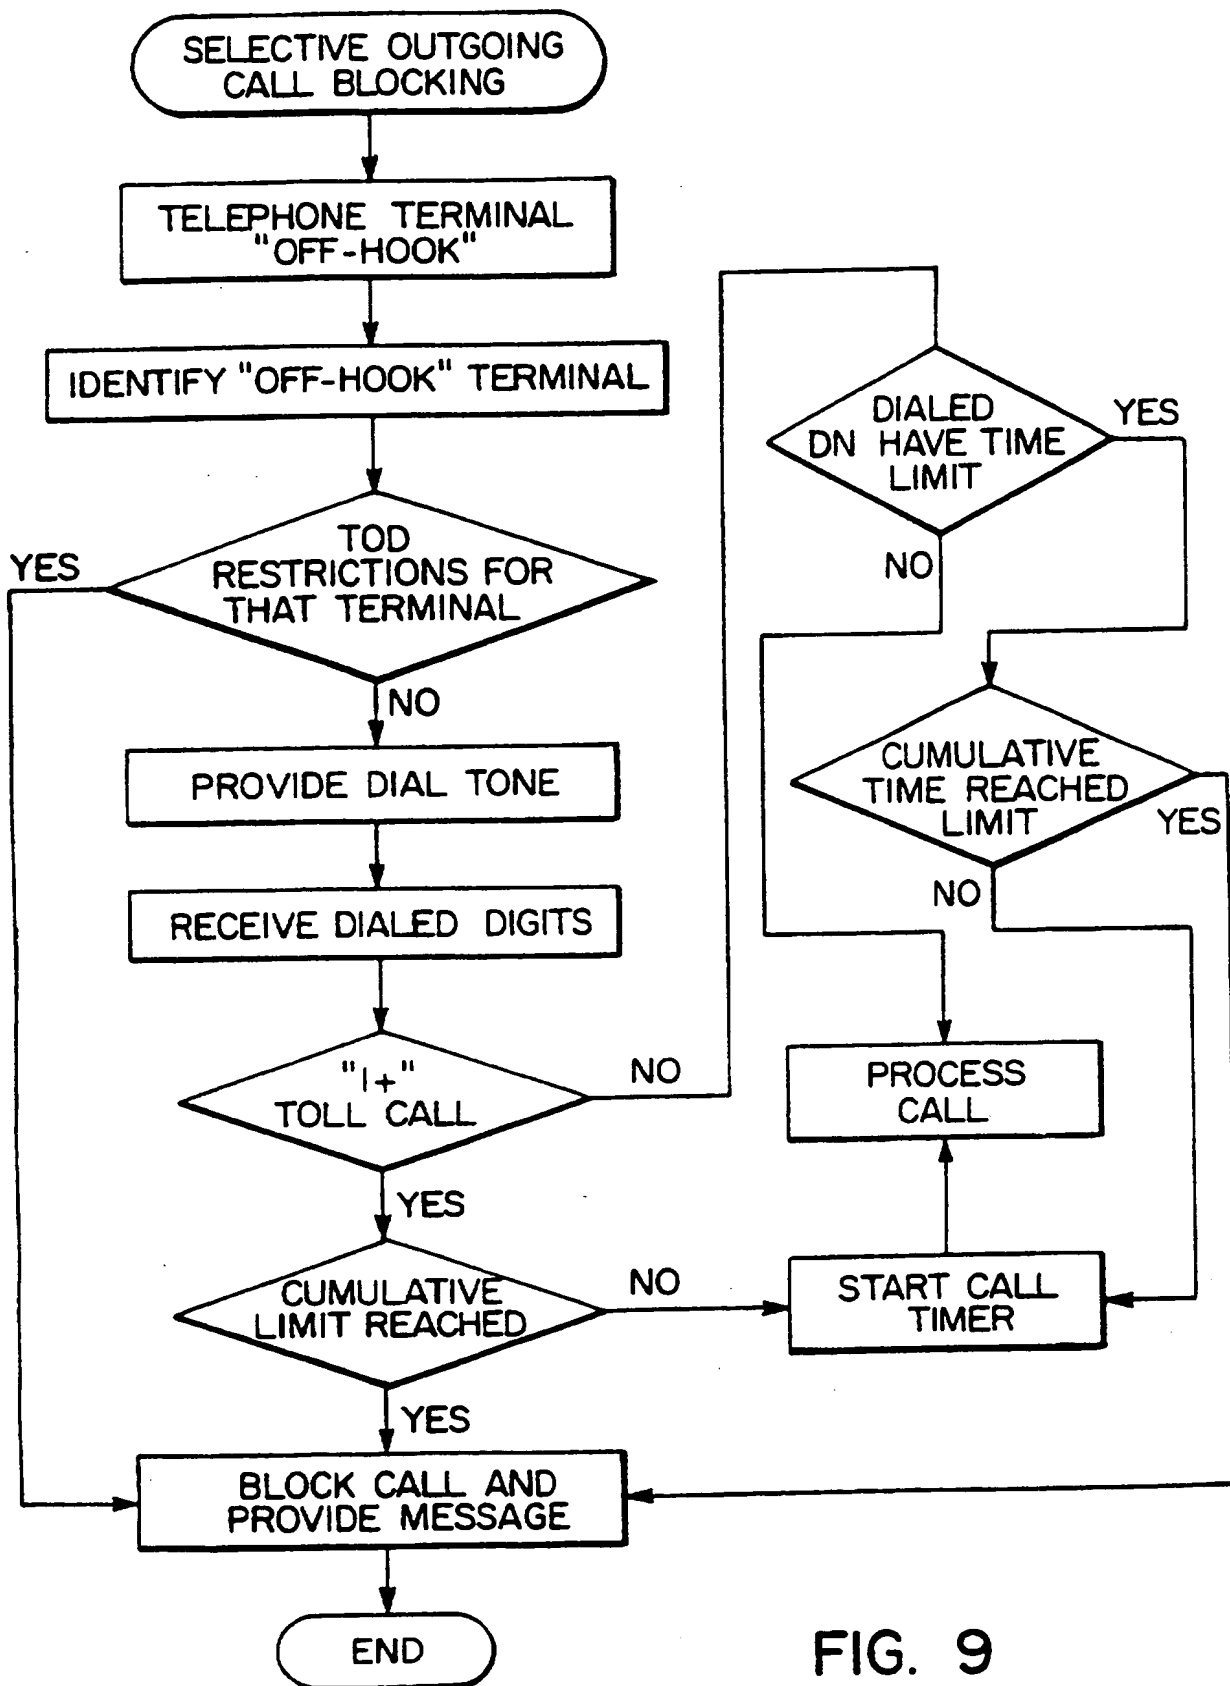 SELECTIVE OUTGOING
CALL BLOCKING
TELEPHONE TERMINAL
"OFF-HOOK"
IDENTIFY "OFF-HOOK" TERMINAL
TOD
RESTRICTIONS FOR
THAT TERMINAL
YES
NO
PROVIDE DIAL TONE
RECEIVE DIALED DIGITS
"1+"
TOLL CALL
NO
YES
CUMULATIVE
LIMIT REACHED
NO
YES
BLOCK CALL AND
PROVIDE MESSAGE
END
DIALED
DN HAVE TIME
LIMIT
YES
NO
CUMULATIVE
TIME REACHED
LIMIT
YES
NO
PROCESS
CALL
START CALL
TIMER
FIG. 9